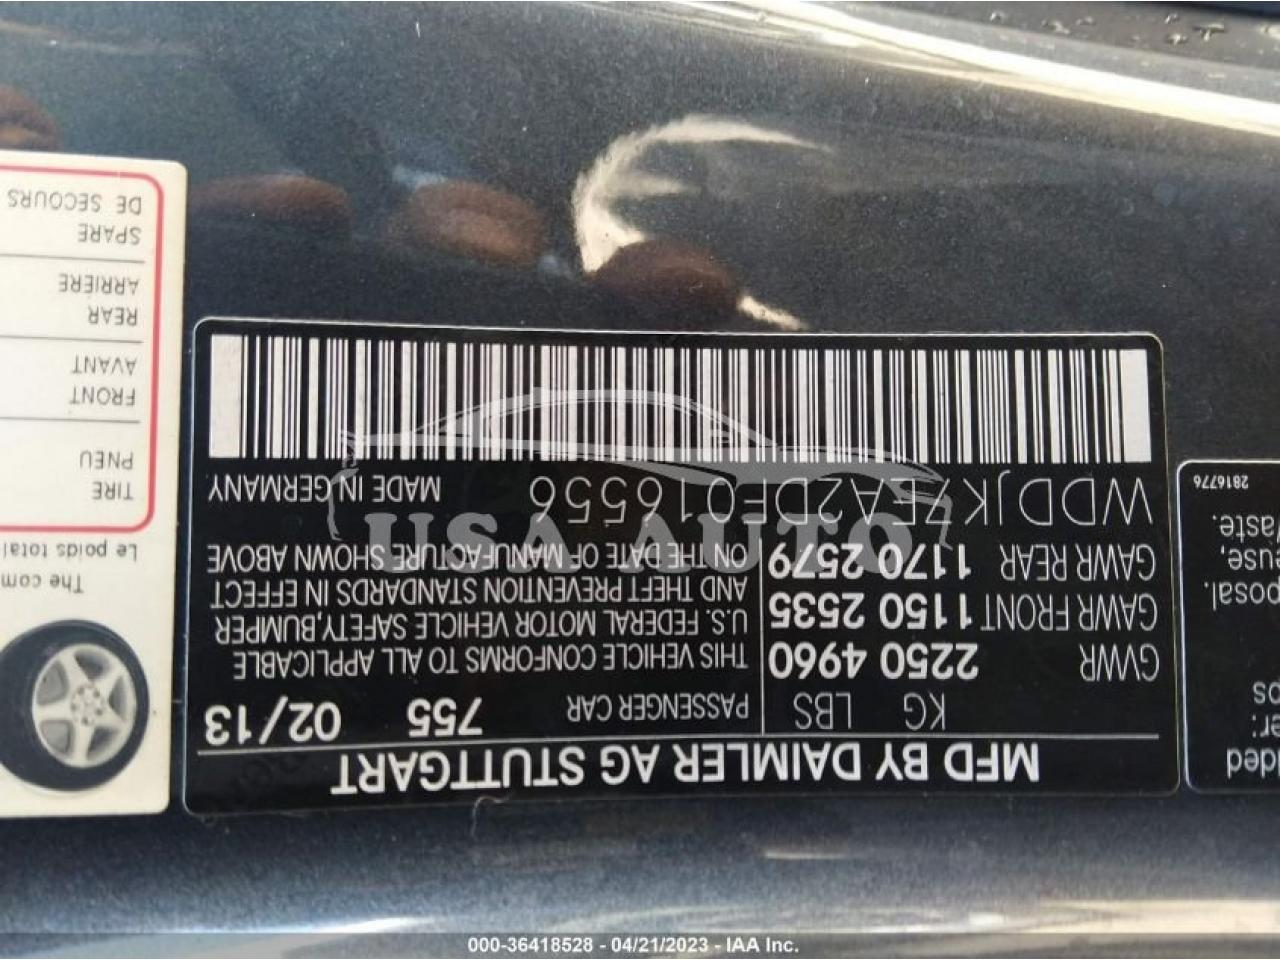 MFD BY DAIMLER AG STUTTGART
KG LBS
GVWR 2250 4960
GAWR FRONT 1150 2535
GAWR REAR 1170 2579
PASSENGER CAR 755 02/13
THIS VEHICLE CONFORMS TO ALL APPLICABLE
U.S. FEDERAL MOTOR VEHICLE SAFETY,BUMPER
AND THEFT PREVENTION STANDARDS IN EFFECT
ON THE DATE OF MANUFACTURE SHOWN ABOVE
WDDJK7EA2DF016556 MADE IN GERMANY
The com
Le poids total
TIRE
PNEU
FRONT
AVANT
REAR
ARRIÈRE
SPARE
DE SECOURS
2816776
USA AUTO
000-36418528 - 04/21/2023 - IAA Inc.